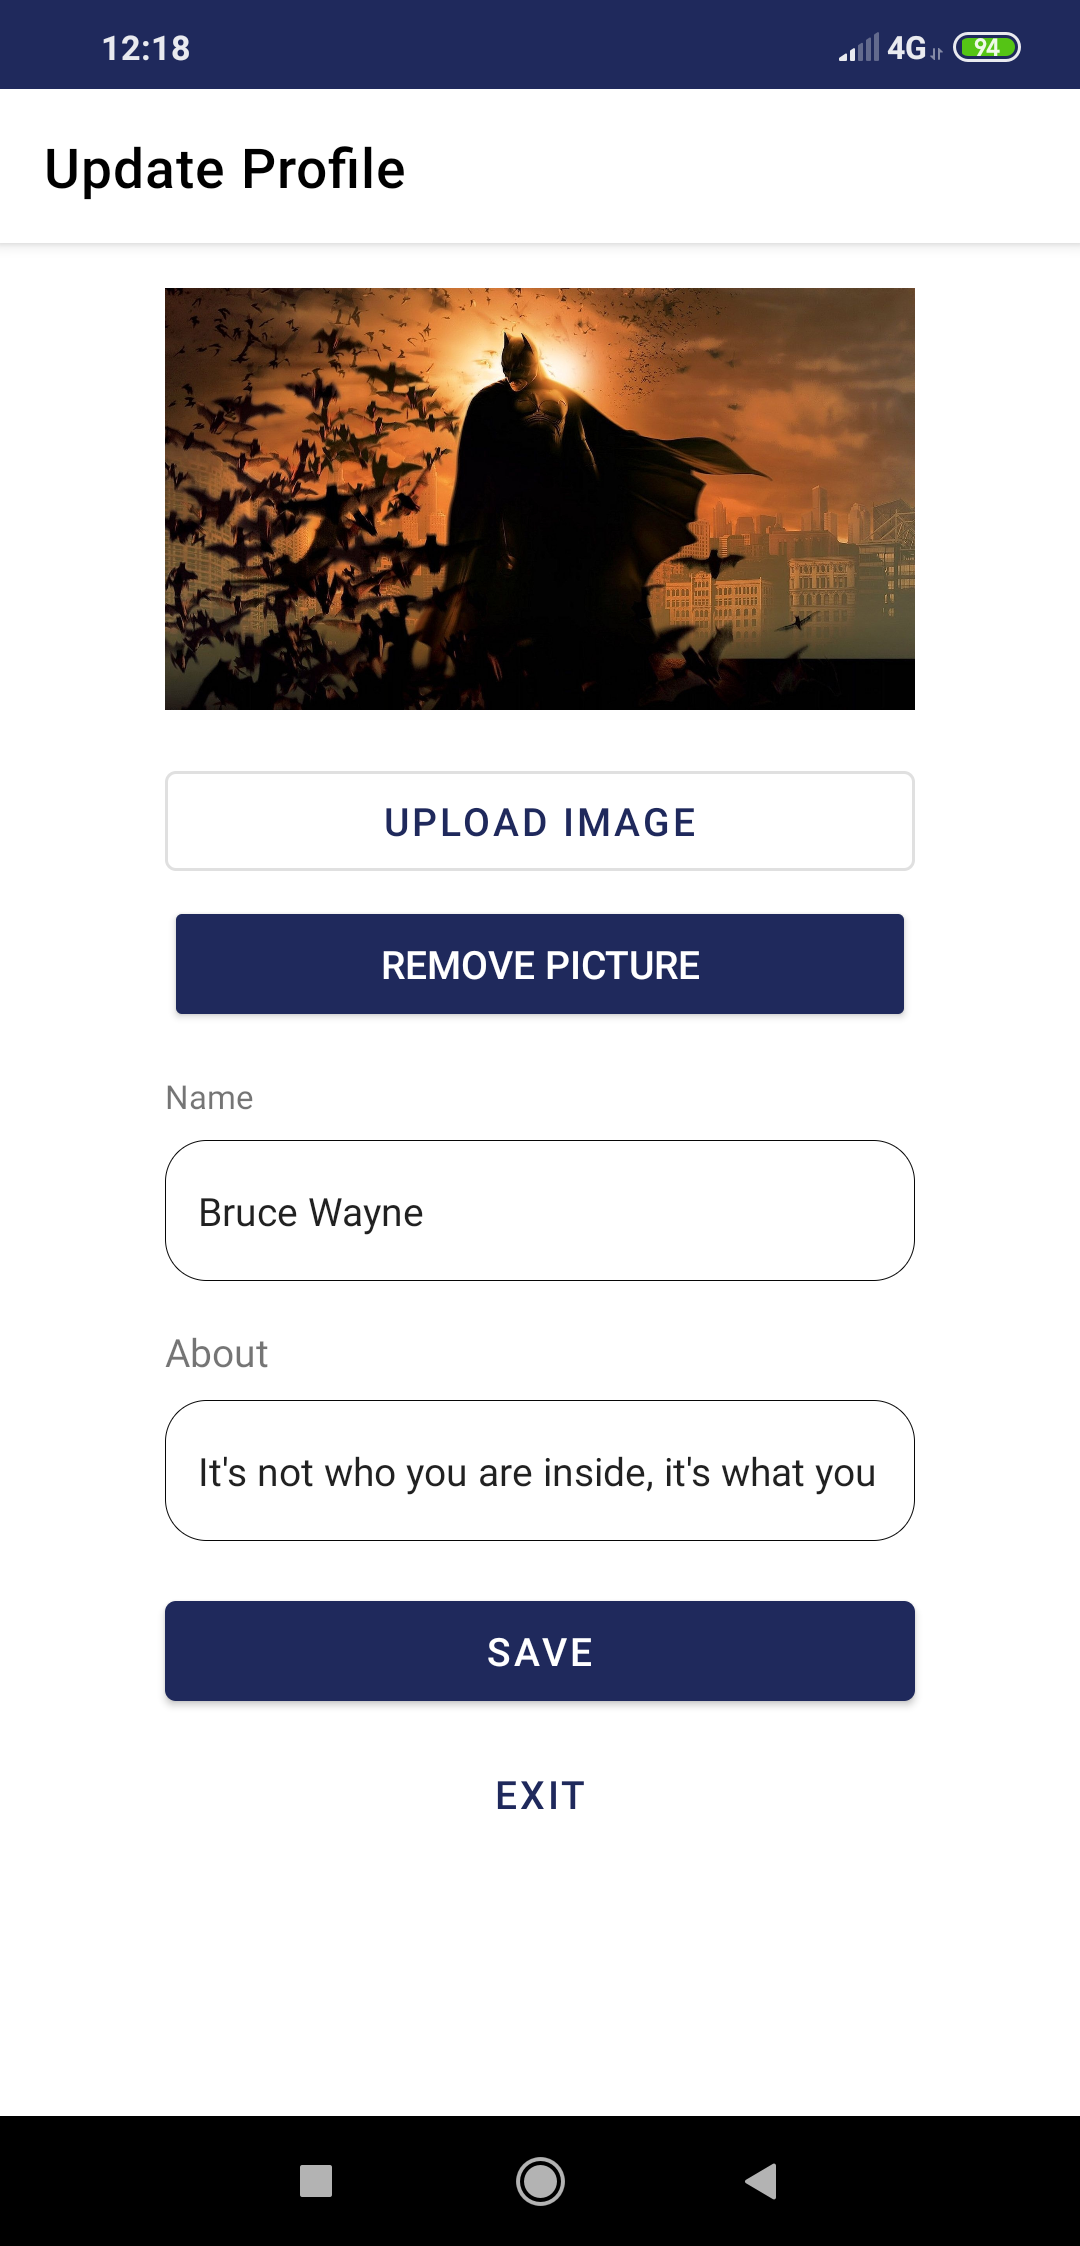 12:18 4G 94
Update Profile
UPLOAD IMAGE
REMOVE PICTURE
Name
Bruce Wayne
About
It's not who you are inside, it's what you
SAVE
EXIT